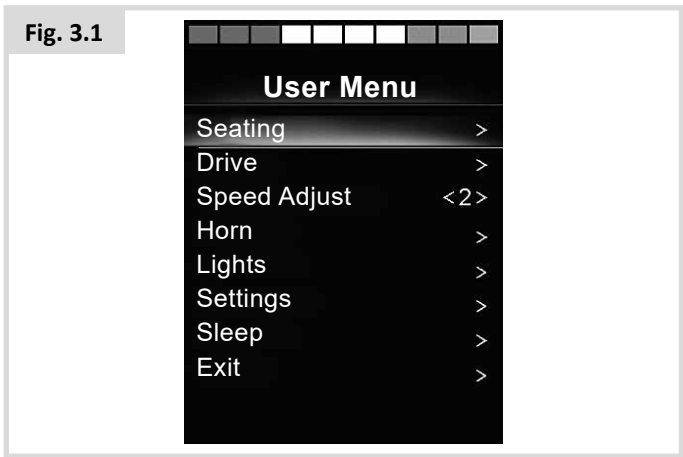 Fig. 3.1
User Menu
Seating >
Drive >
Speed Adjust <2>
Horn >
Lights >
Settings >
Sleep >
Exit >